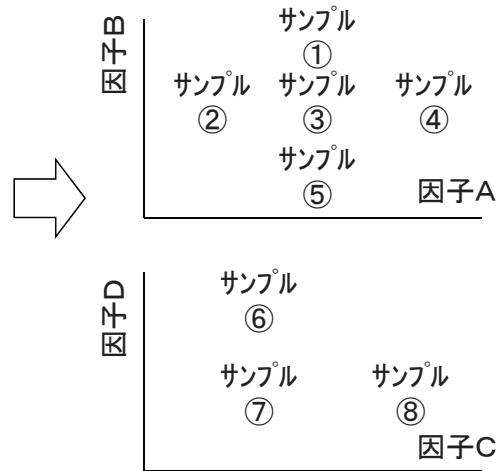 因子B
サンプル
①
サンプル サンプル サンプル
② ③ ④
サンプル
⑤
因子A
因子D
サンプル
⑥
サンプル サンプル
⑦ ⑧
因子C